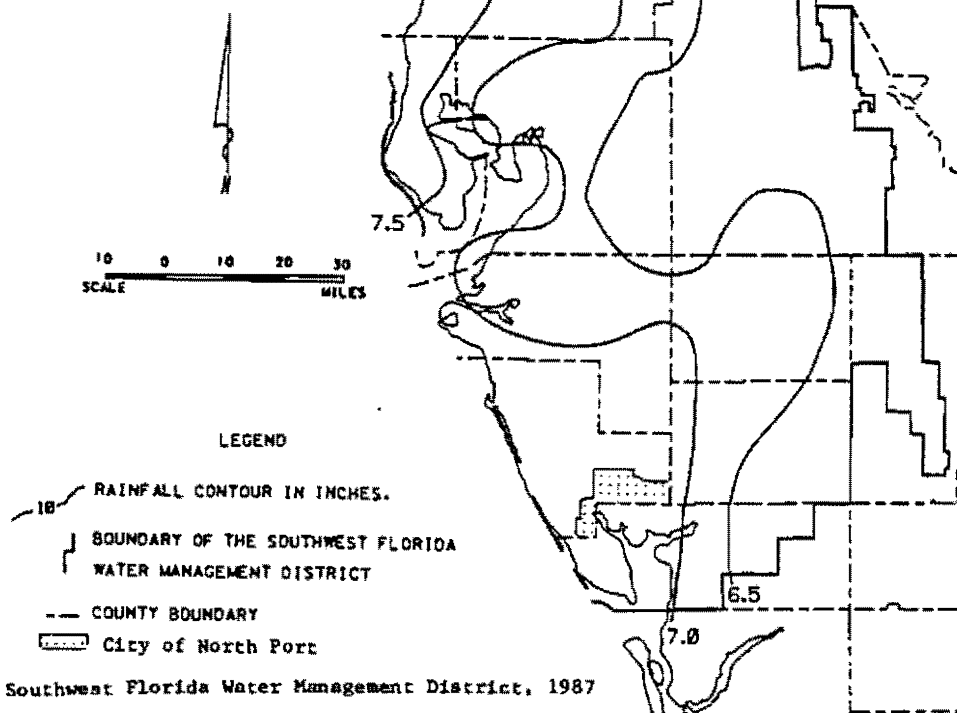 N
7.5
10 0 10 20 30
SCALE MILES
LEGEND
10 RAINFALL CONTOUR IN INCHES.
BOUNDARY OF THE SOUTHWEST FLORIDA
WATER MANAGEMENT DISTRICT
COUNTY BOUNDARY
City of North Port
6.5
7.0
Southwest Florida Water Management District, 1987